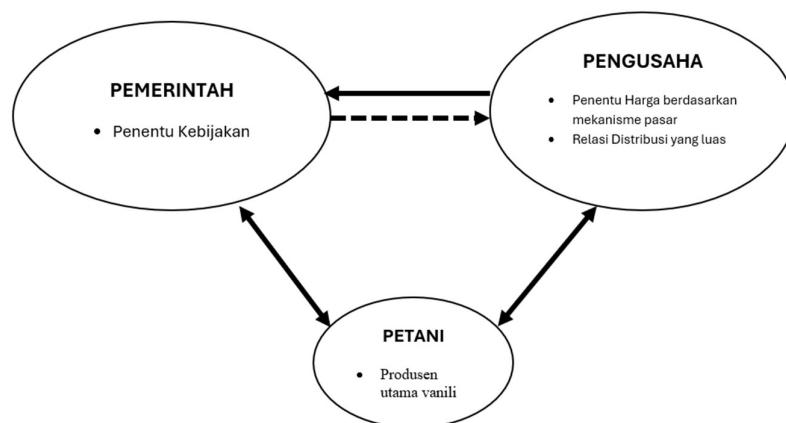 PEMERINTAH
• Penentu Kebijakan
PENGUSAHA
• Penentu Harga berdasarkan
mekanisme pasar
• Relasi Distribusi yang luas
PETANI
• Produsen
utama vanili